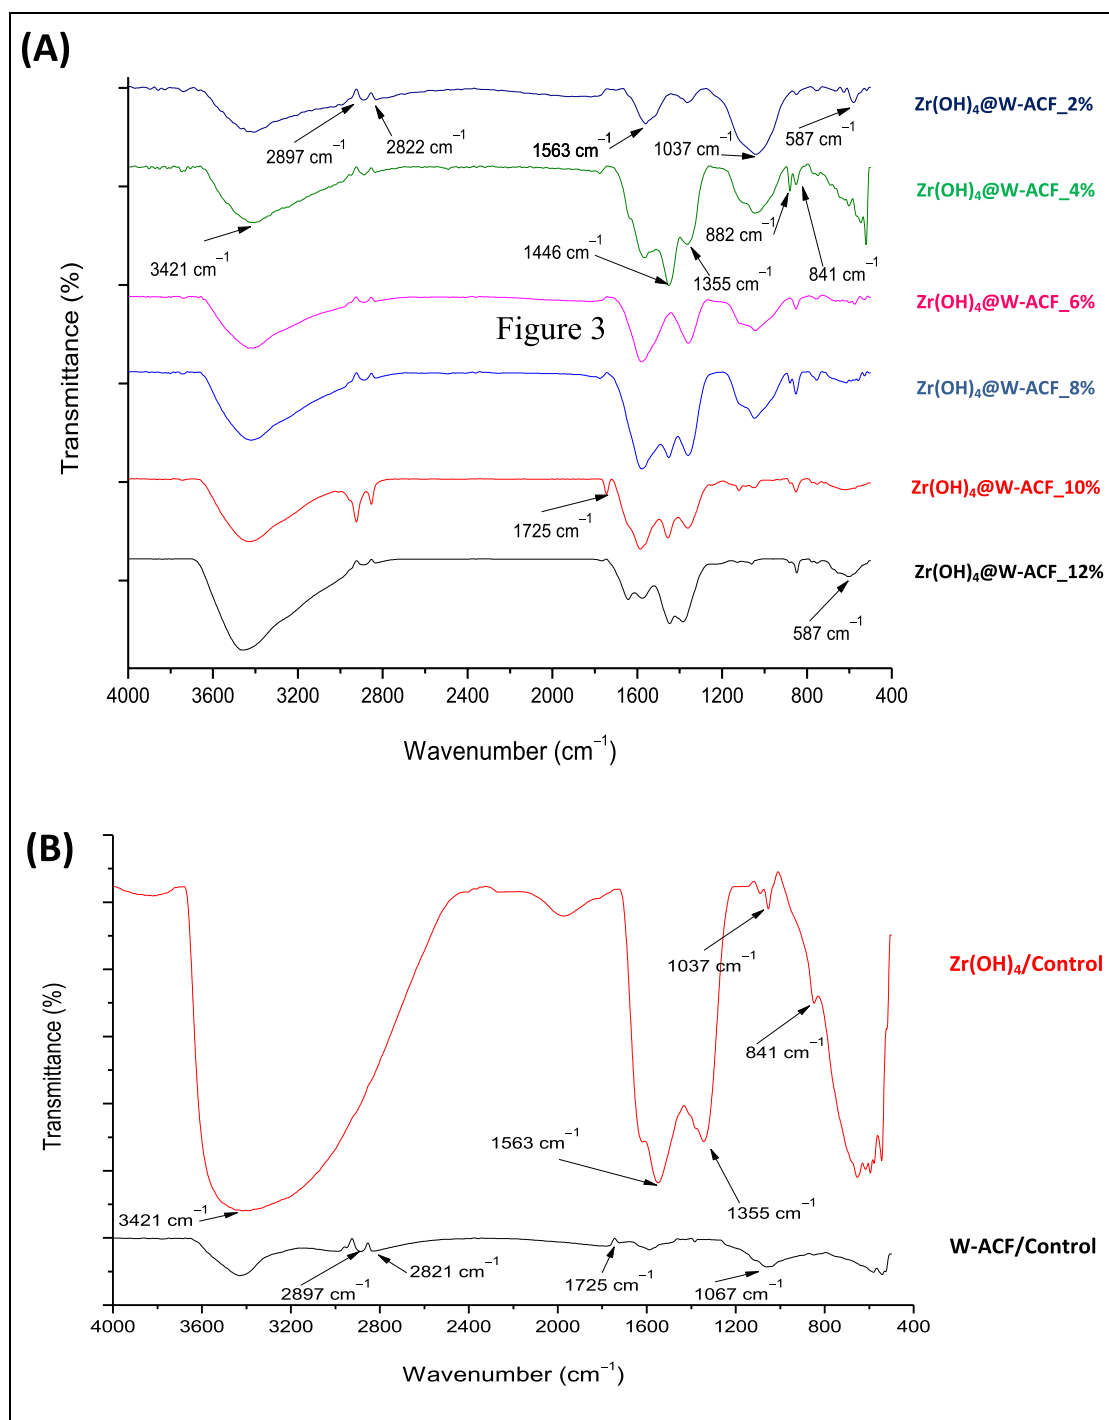 (A)
Zr(OH)₄@W-ACF_2%
2897 cm⁻¹
2822 cm⁻¹
1563 cm⁻¹
1037 cm⁻¹
587 cm⁻¹
Zr(OH)₄@W-ACF_4%
3421 cm⁻¹
1446 cm⁻¹
1355 cm⁻¹
882 cm⁻¹
841 cm⁻¹
Zr(OH)₄@W-ACF_6%
Figure 3
Zr(OH)₄@W-ACF_8%
Zr(OH)₄@W-ACF_10%
1725 cm⁻¹
Zr(OH)₄@W-ACF_12%
587 cm⁻¹
Transmittance (%)
4000 3600 3200 2800 2400 2000 1600 1200 800 400
Wavenumber (cm⁻¹)
(B)
1037 cm⁻¹
Zr(OH)₄/Control
841 cm⁻¹
1563 cm⁻¹
1355 cm⁻¹
3421 cm⁻¹
W-ACF/Control
2897 cm⁻¹
2821 cm⁻¹
1725 cm⁻¹
1067 cm⁻¹
Transmittance (%)
4000 3600 3200 2800 2400 2000 1600 1200 800 400
Wavenumber (cm⁻¹)